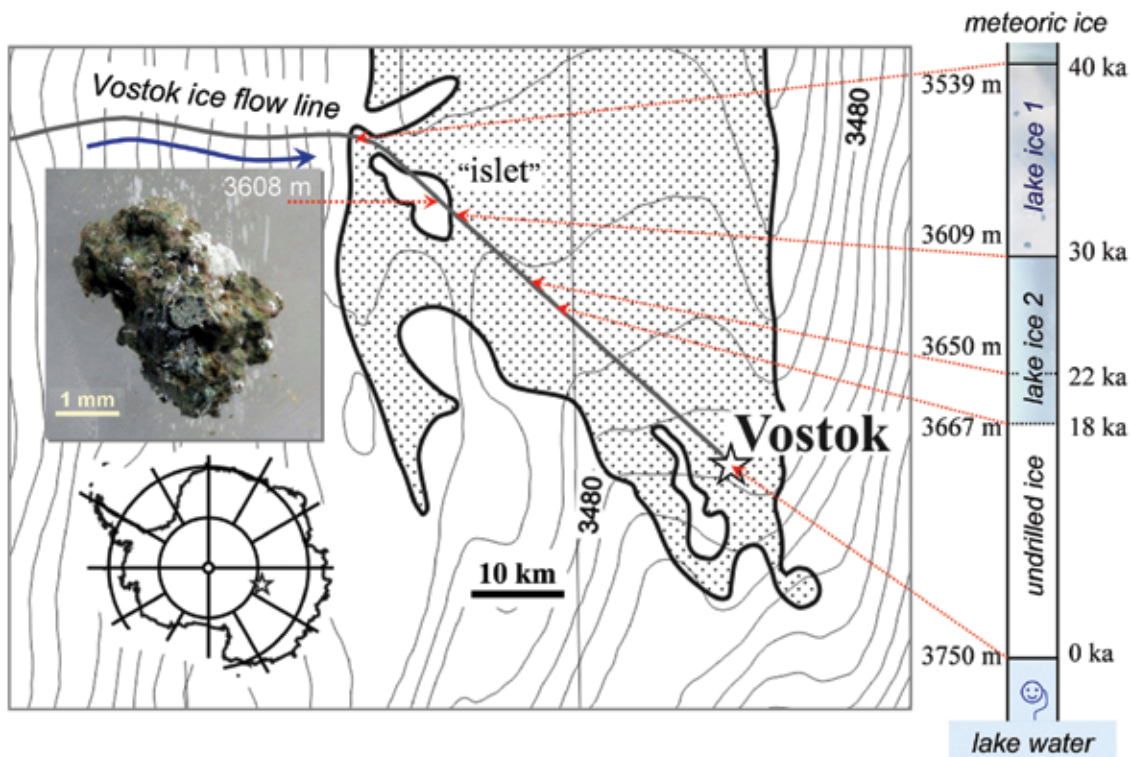 meteoric ice
Vostok ice flow line
3608 m
"islet"
3480
1 mm
Vostok
3480
10 km
3539 m
40 ka
lake ice 1
3609 m
30 ka
lake ice 2
3650 m
22 ka
3667 m
18 ka
undrilled ice
3750 m
0 ka
lake water